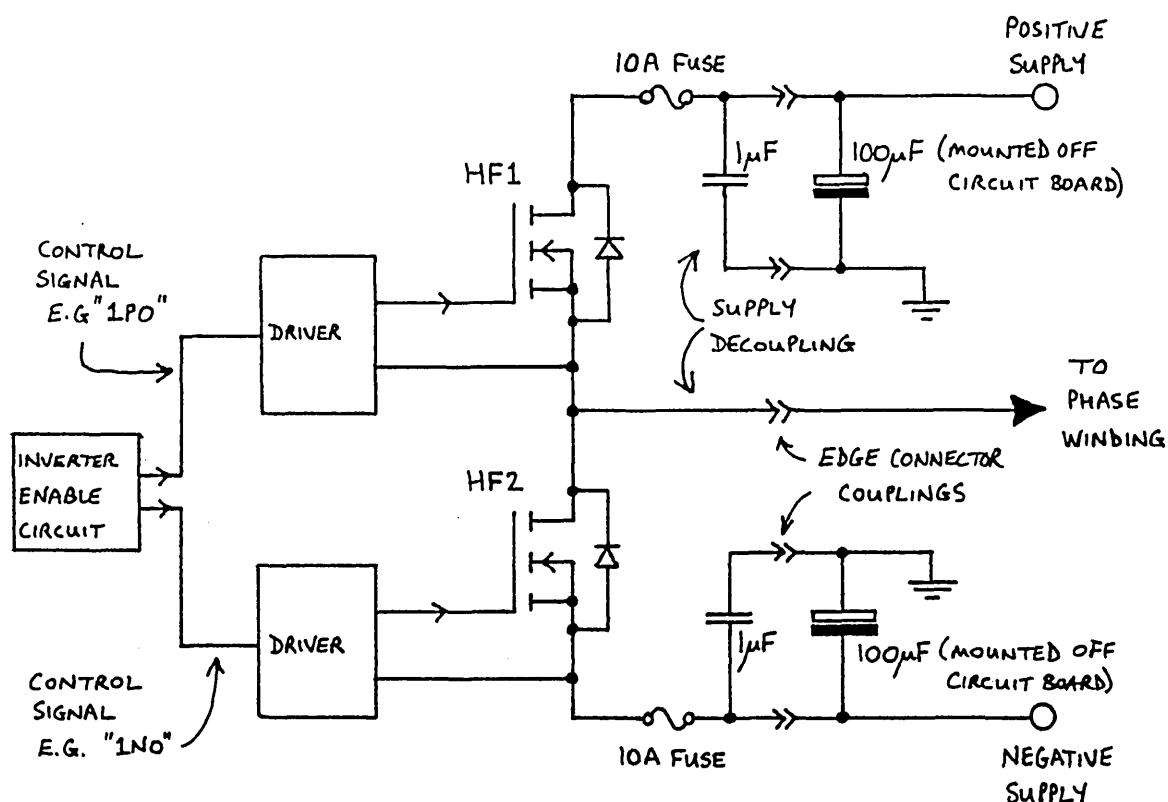 POSITIVE
SUPPLY
10A FUSE
1µF
100µF (MOUNTED OFF
CIRCUIT BOARD)
HF1
CONTROL
SIGNAL
E.G "1PO"
DRIVER
SUPPLY
DECOUPLING
TO
PHASE
WINDING
INVERTER
ENABLE
CIRCUIT
HF2
EDGE CONNECTOR
COUPLINGS
DRIVER
1µF
100µF (MOUNTED OFF
CIRCUIT BOARD)
CONTROL
SIGNAL
E.G. "1NO"
10A FUSE
NEGATIVE
SUPPLY